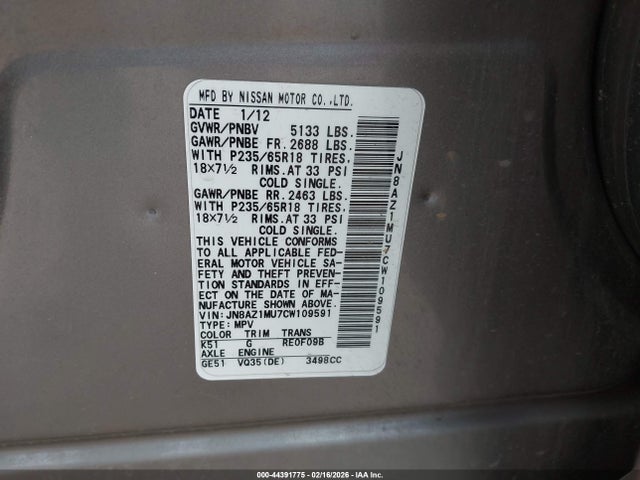 MFD BY NISSAN MOTOR CO.,LTD.
DATE 1/12
GVWR/PNBV 5133 LBS.
GAWR/PNBE FR. 2688 LBS.
WITH P235/65R18 TIRES,
18×7½ RIMS.AT 33 PSI
COLD SINGLE.
GAWR/PNBE RR. 2463 LBS.
WITH P235/65R18 TIRES,
18×7½ RIMS.AT 33 PSI
COLD SINGLE.
THIS VEHICLE CONFORMS
TO ALL APPLICABLE FED-
ERAL MOTOR VEHICLE SA-
FETY AND THEFT PREVEN-
TION STANDARDS IN EFF-
ECT ON THE DATE OF MA-
NUFACTURE SHOWN ABOVE.
VIN: JN8AZ1MU7CW109591
TYPE: MPV
COLOR TRIM TRANS
K51 G RE0F09B
AXLE ENGINE
GE51 VQ35(DE) 3498CC
JN8AZ1MU7CW109591
000-44391775 - 02/16/2026 - IAA Inc.